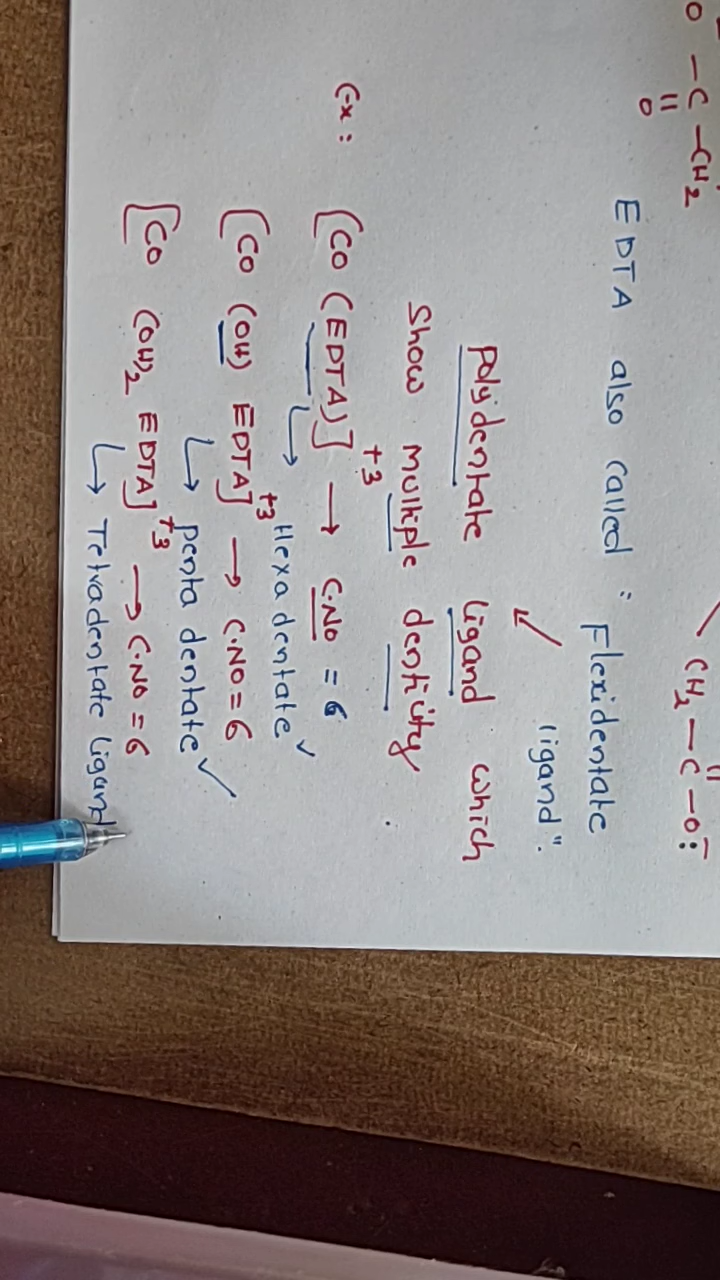 O – C – CH2
||
O
CH2 – C – O:⁻
||
EDTA also called : Flexidentate
ligand".
polydentate ligand which
Show multiple denticity.
Ex :
[Co (EDTA)]+3 → C.NO = 6
↳ Hexa dentate ✓
[Co (OH) EDTA]+3 → C.NO = 6
↳ penta dentate ✓
[Co (OH)2 EDTA]+3 → C.NO = 6
↳ Tetradentate ligand